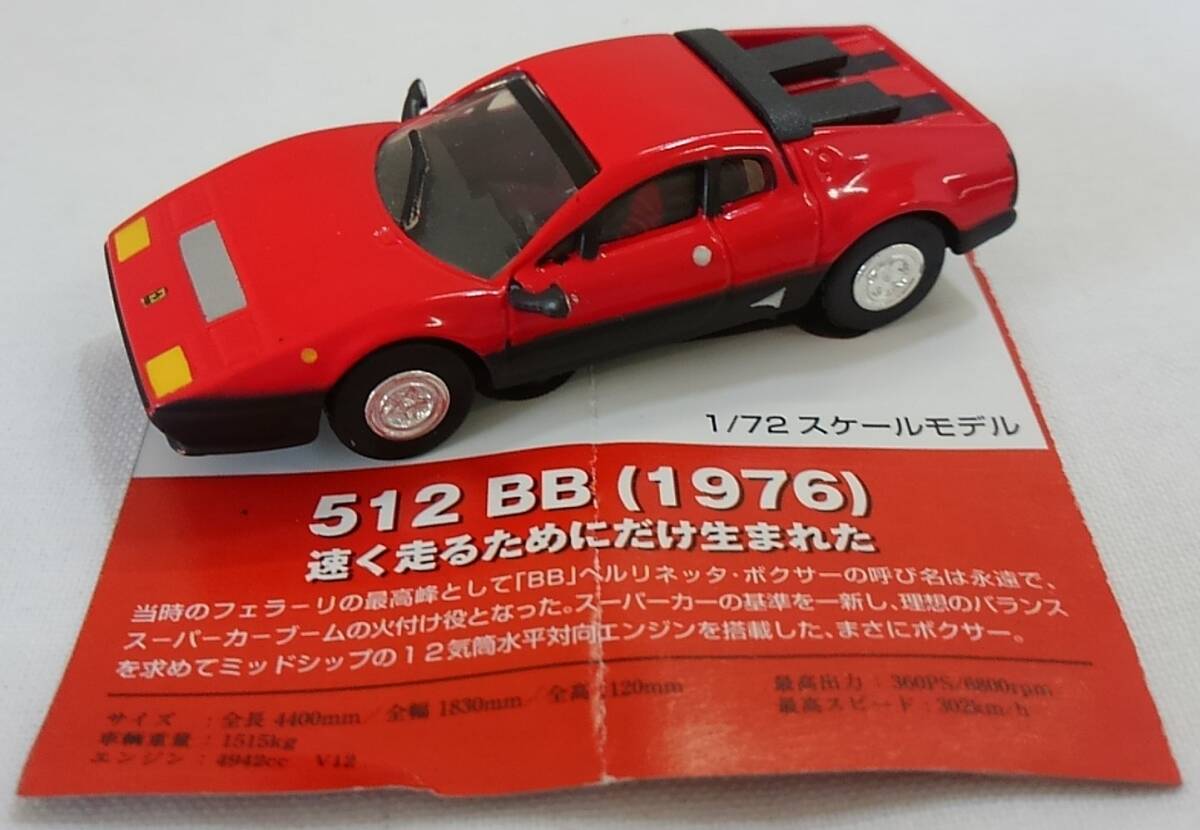 1/72 スケールモデル
512 BB (1976)
速く走るためにだけ生まれた
当時のフェラーリの最高峰として「BB」ベルリネッタ・ボクサーの呼び名は永遠で、
スーパーカーブームの火付け役となった。スーパーカーの基準を一新し、理想のバランス
を求めてミッドシップの12気筒水平対向エンジンを搭載した、まさにボクサー。
サイズ : 全長 4400mm／全幅 1830mm／全高 1120mm
車輌重量 : 1515kg
エンジン : 4942cc V12
最高出力 : 360PS/6800rpm
最高スピード : 302km/h